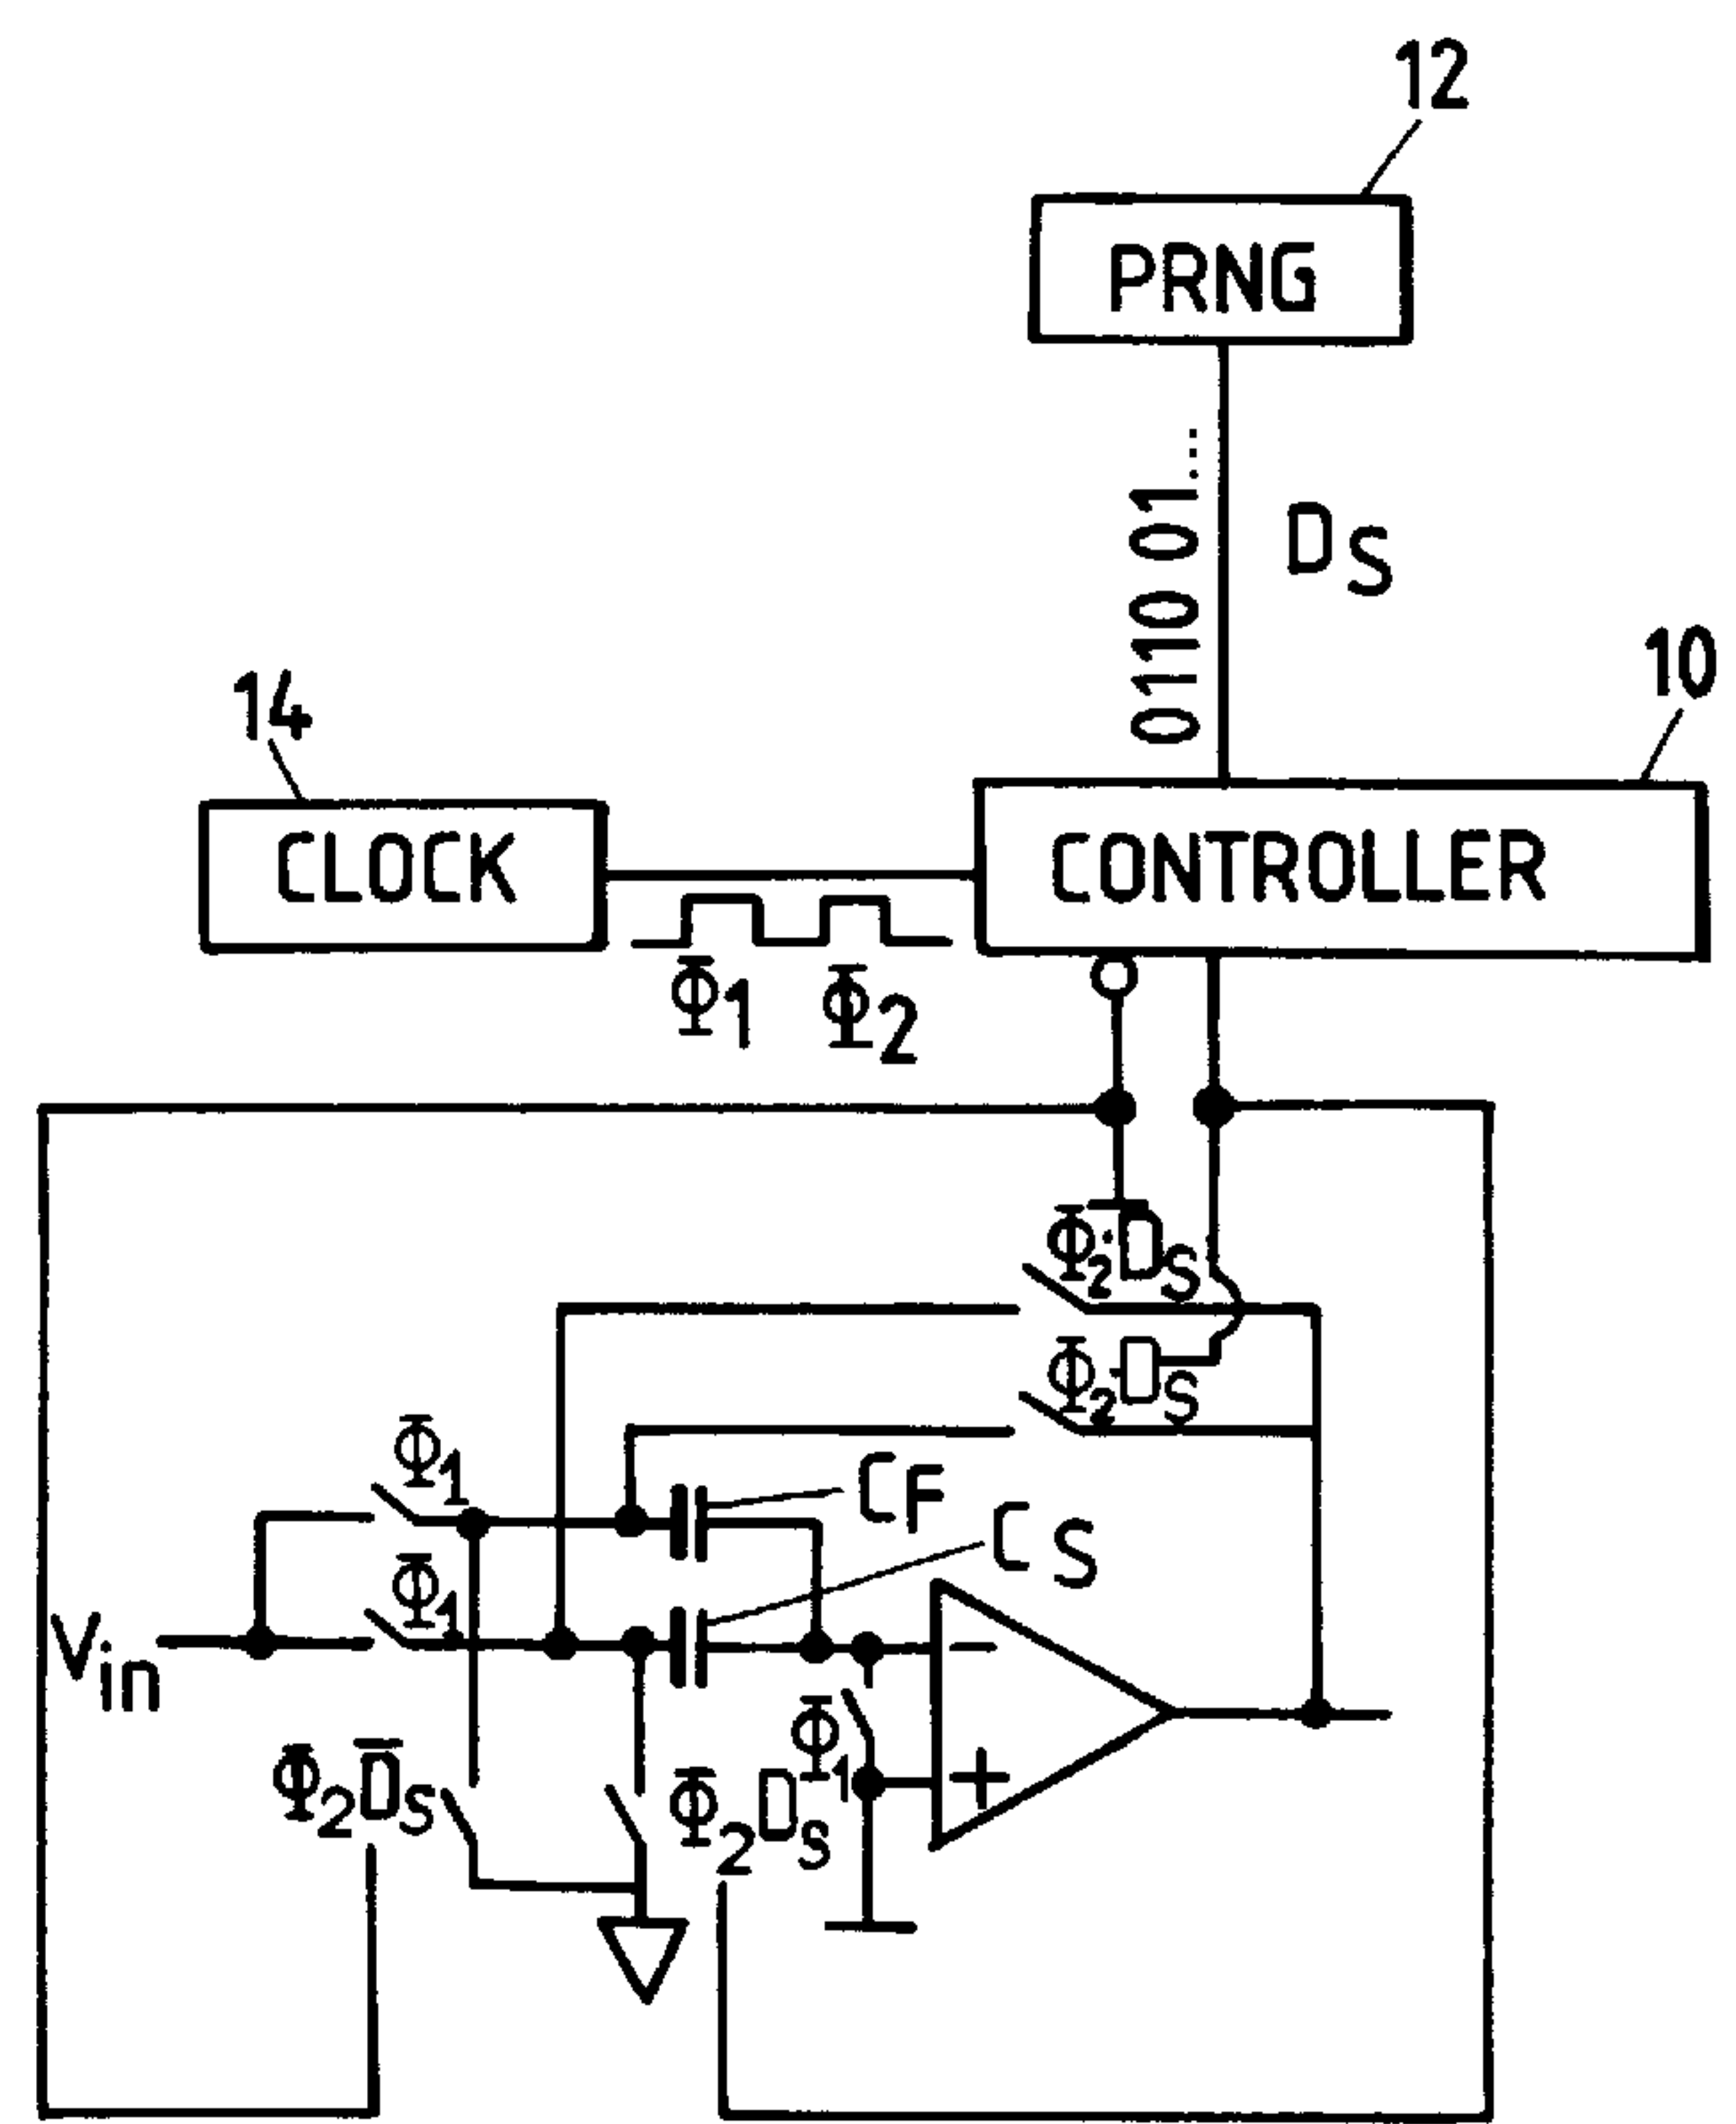 12
PRNG
0110 01...
DS
10
14
CLOCK
CONTROLLER
Φ1 Φ2
Φ2·D̅S
Φ2·DS
Φ1
CF
CS
Φ1
Vin
−
Φ1
+
Φ2D̅S
Φ2DS